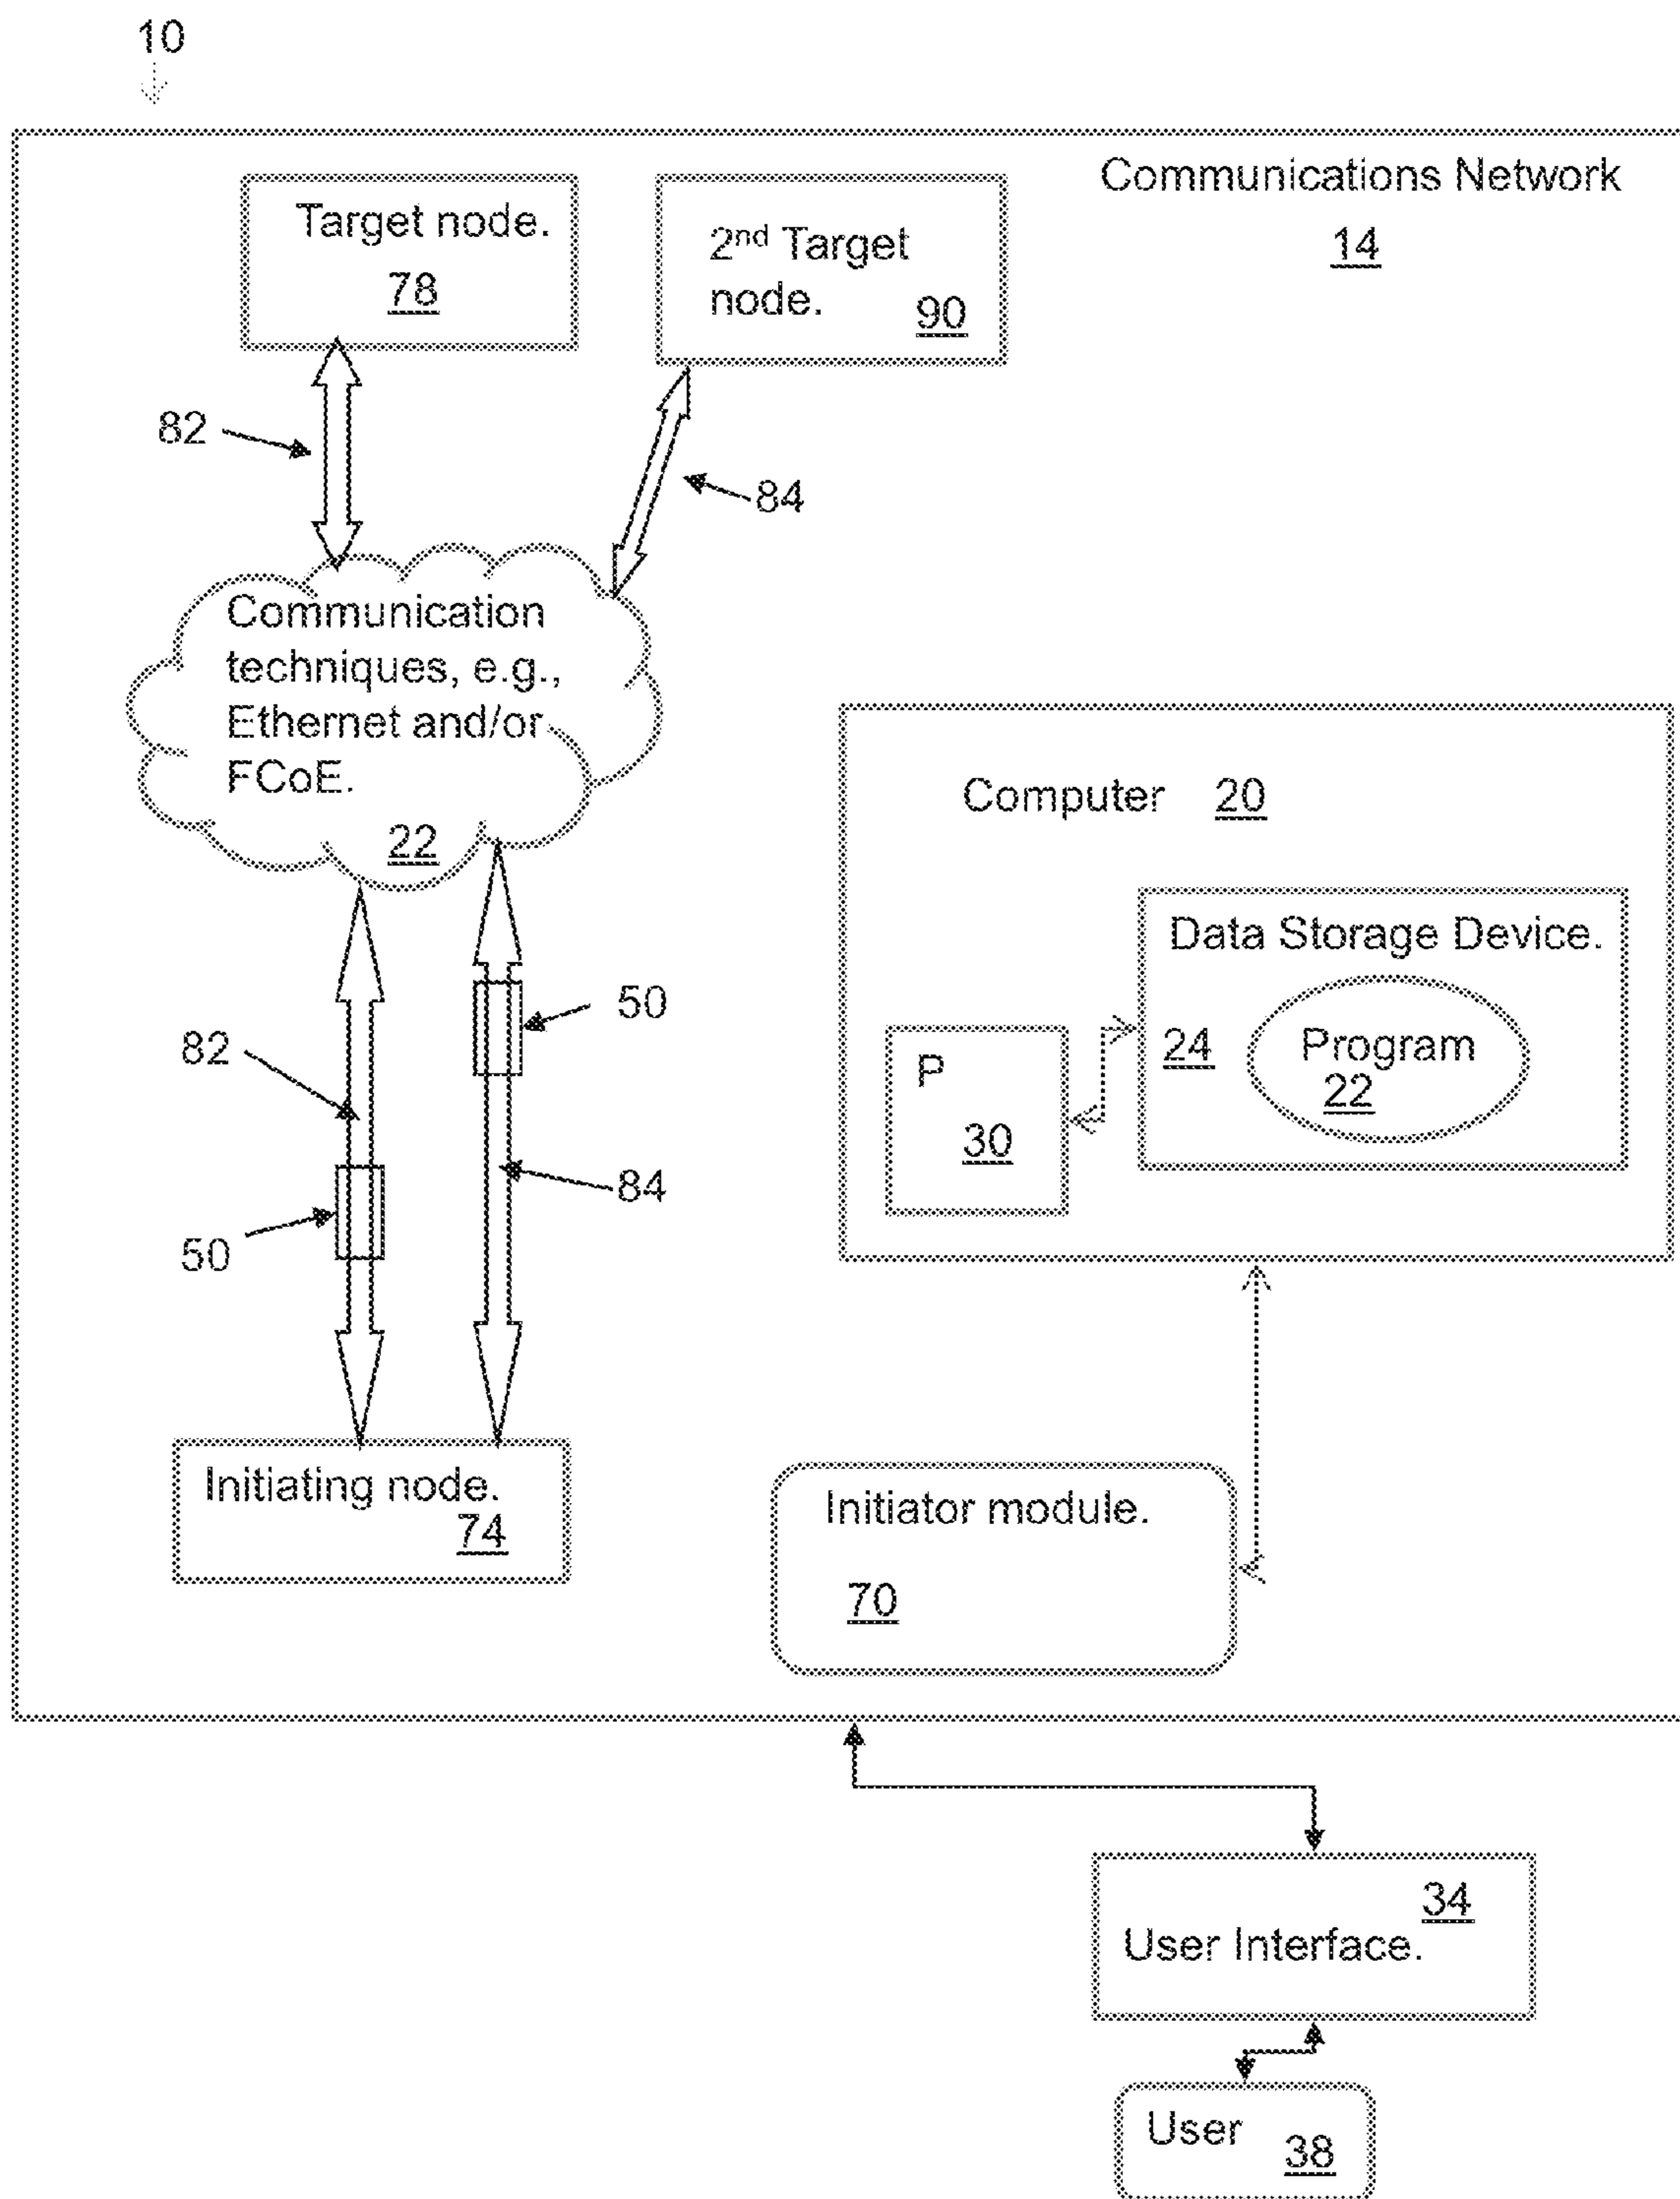 10
Communications Network
14
Target node.
78
2nd Target
node.
90
82
84
Communication
techniques, e.g.,
Ethernet and/or
FCoE.
22
Computer 20
Data Storage Device.
24
Program
22
P
30
50
82
84
50
Initiating node.
74
Initiator module.
70
34
User Interface.
User
38